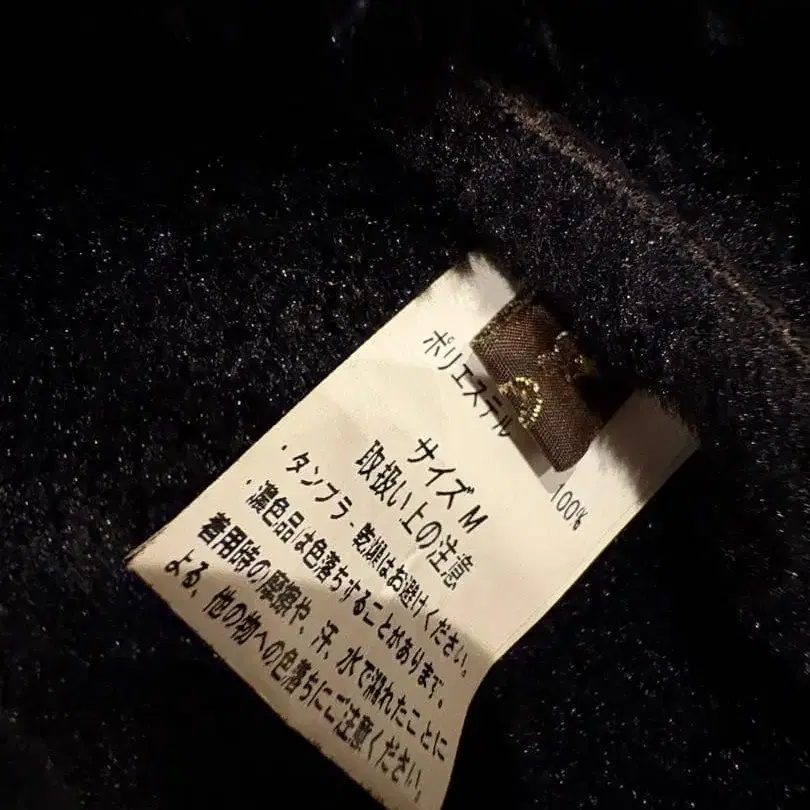 ポリエステル 100%
サイズ M
取扱い上の注意
・タンブラー乾燥はお避けください。
・濃色品は色落ちすることがあります。
着用時の摩擦や、汗、水で濡れたことに
よる、他の物への色落ちにご注意ください。